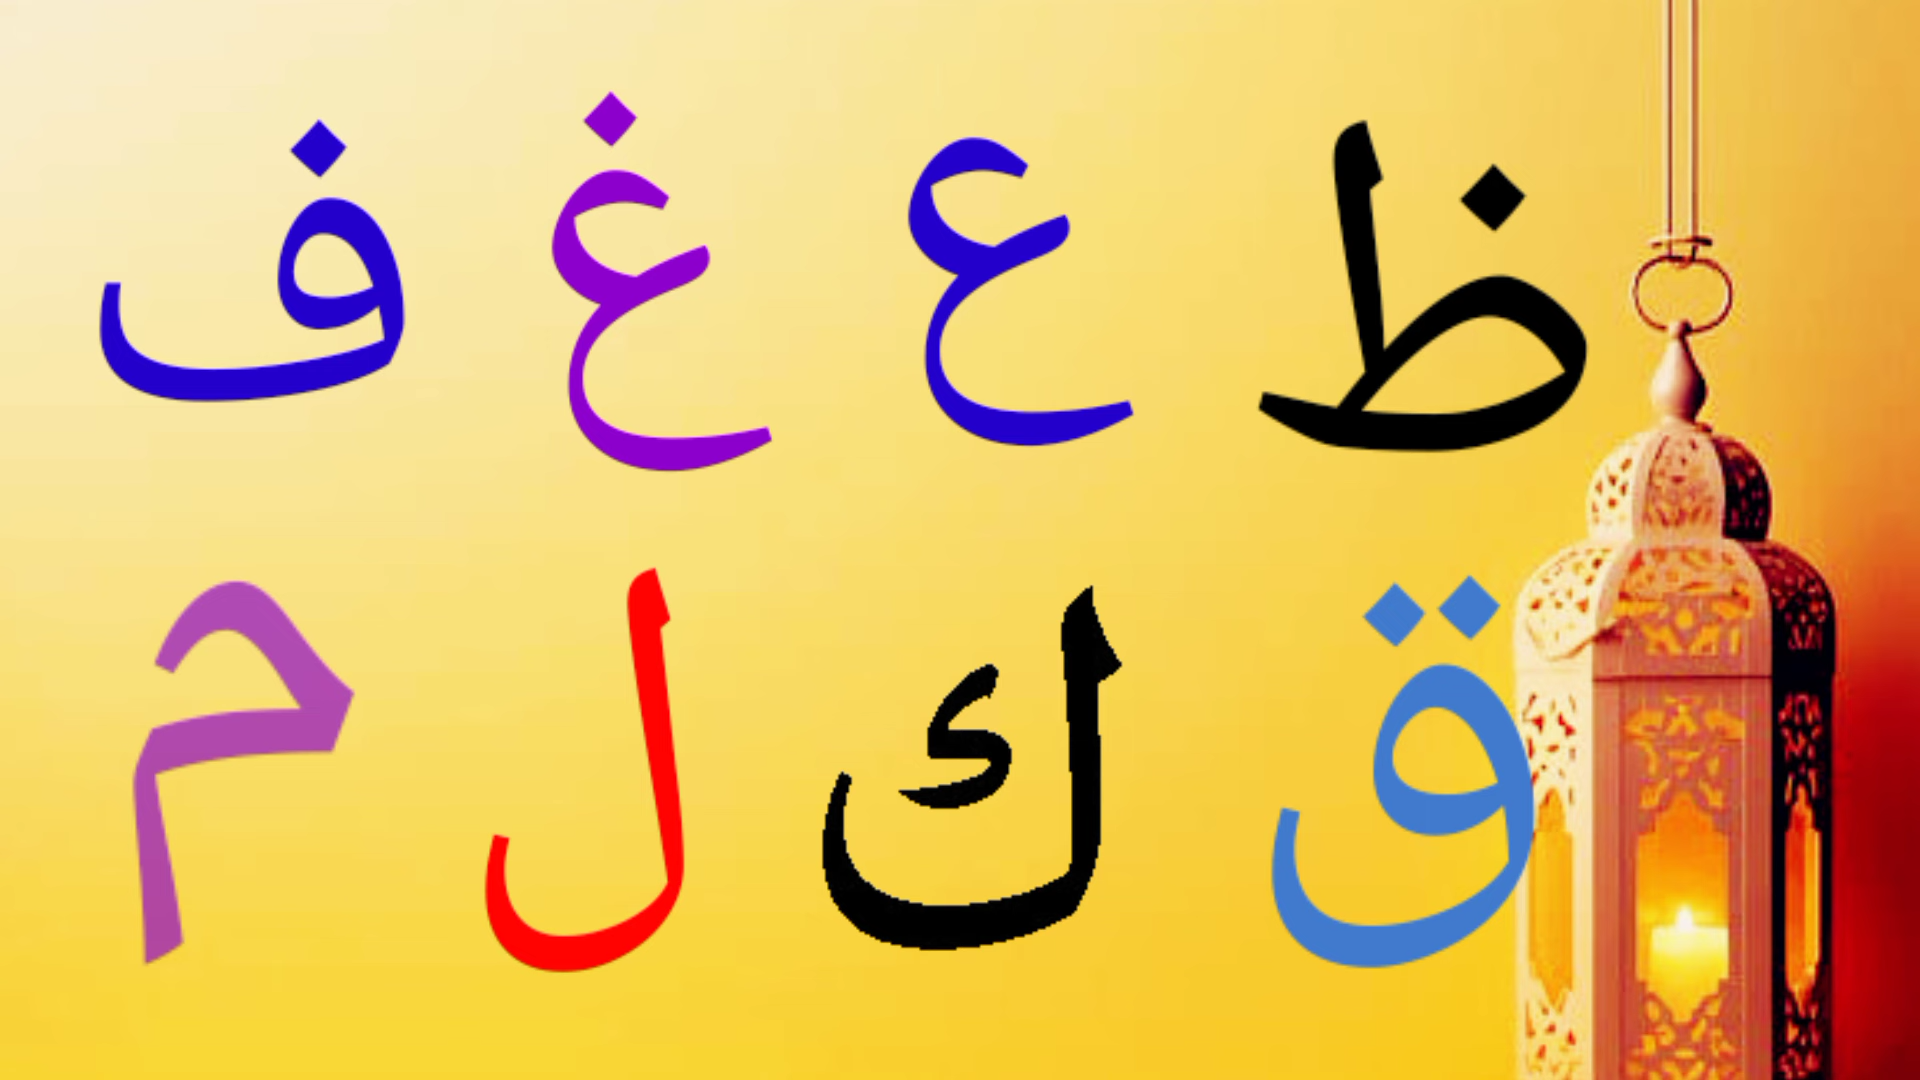 ظ ع غ ف
ق ك ل م